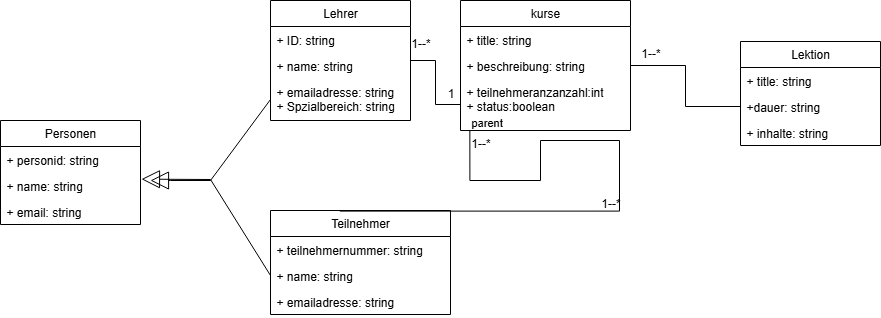 Lehrer
+ ID: string
+ name: string
+ emailadresse: string
+ Spzialbereich: string
1--*
1
kurse
+ title: string
+ beschreibung: string
+ teilnehmeranzanzahl:int
+ status:boolean
parent
1--*
1--*
1--*
Lektion
+ title: string
+dauer: string
+ inhalte: string
Personen
+ personid: string
+ name: string
+ email: string
Teilnehmer
+ teilnehmernummer: string
+ name: string
+ emailadresse: string